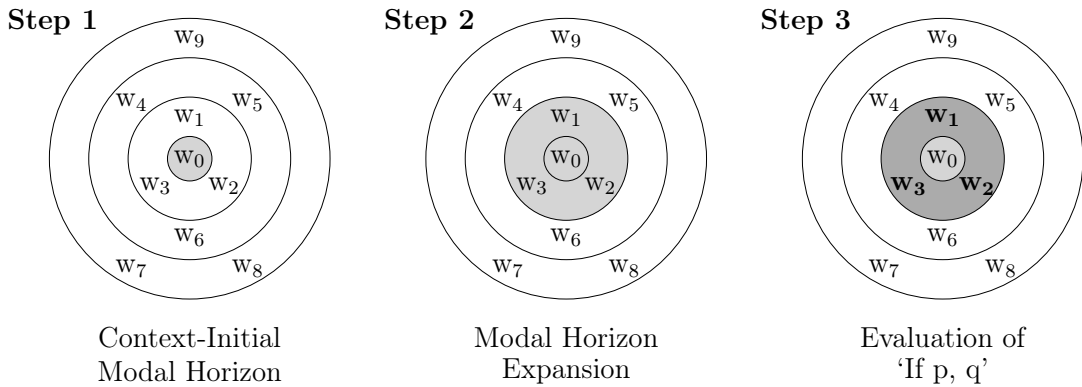 Step 1
w₉
w₄ w₅
w₁
w₀
w₃ w₂
w₆
w₇ w₈
Context-Initial
Modal Horizon
Step 2
w₉
w₄ w₅
w₁
w₀
w₃ w₂
w₆
w₇ w₈
Modal Horizon
Expansion
Step 3
w₉
w₄ w₅
w₁
w₀
w₃ w₂
w₆
w₇ w₈
Evaluation of
‘If p, q’